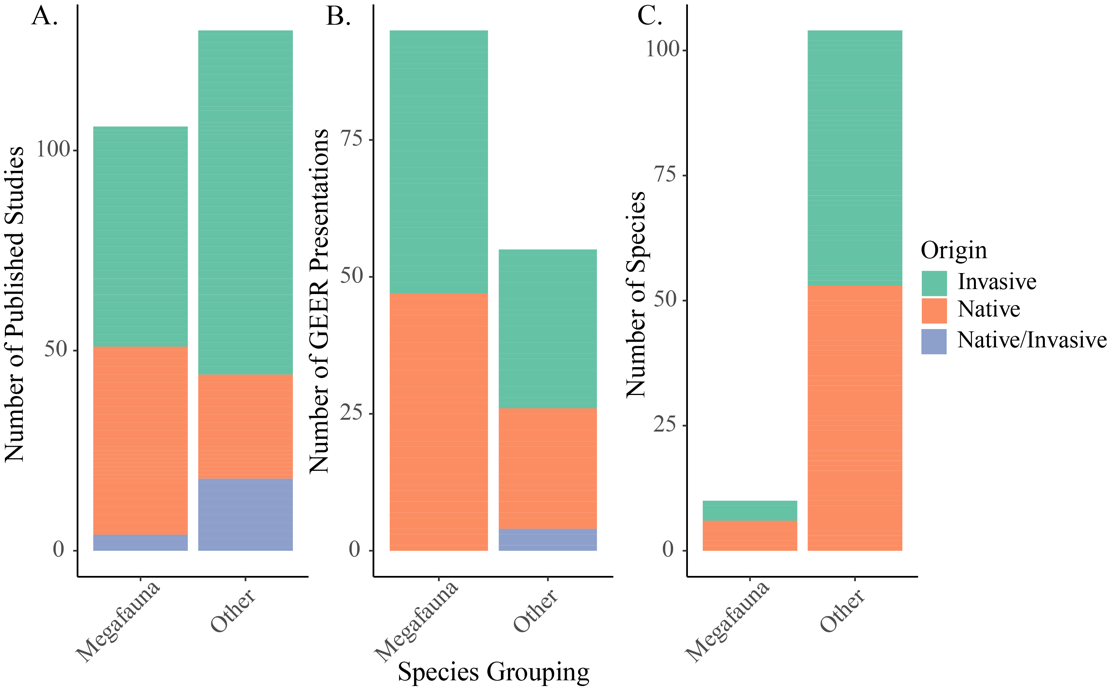 A.
Number of Published Studies
100
50
0
Megafauna
Other
B.
Number of GEER Presentations
75
50
25
0
Megafauna
Other
C.
Number of Species
100
75
50
25
0
Megafauna
Other
Species Grouping
Origin
Invasive
Native
Native/Invasive